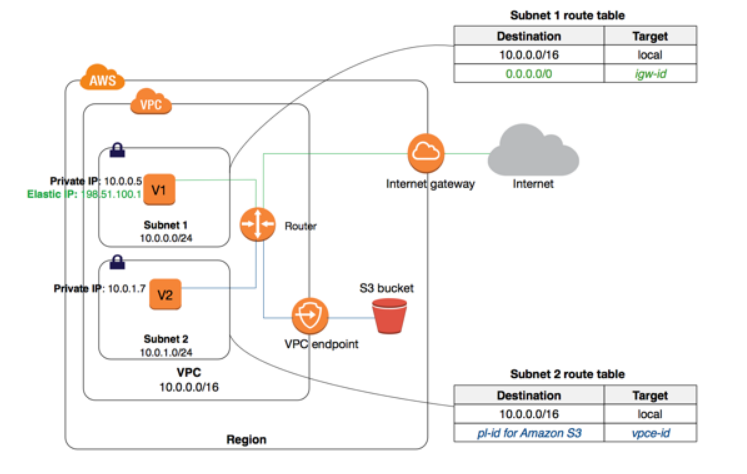 Subnet 1 route table
Destination Target
10.0.0.0/16 local
0.0.0.0/0 igw-id
AWS
VPC
Private IP: 10.0.0.5
Elastic IP: 198.51.100.1
V1
Subnet 1
10.0.0.0/24
Internet gateway
Internet
Router
Private IP: 10.0.1.7
V2
Subnet 2
10.0.1.0/24
S3 bucket
VPC endpoint
VPC
10.0.0.0/16
Region
Subnet 2 route table
Destination Target
10.0.0.0/16 local
pl-id for Amazon S3 vpce-id